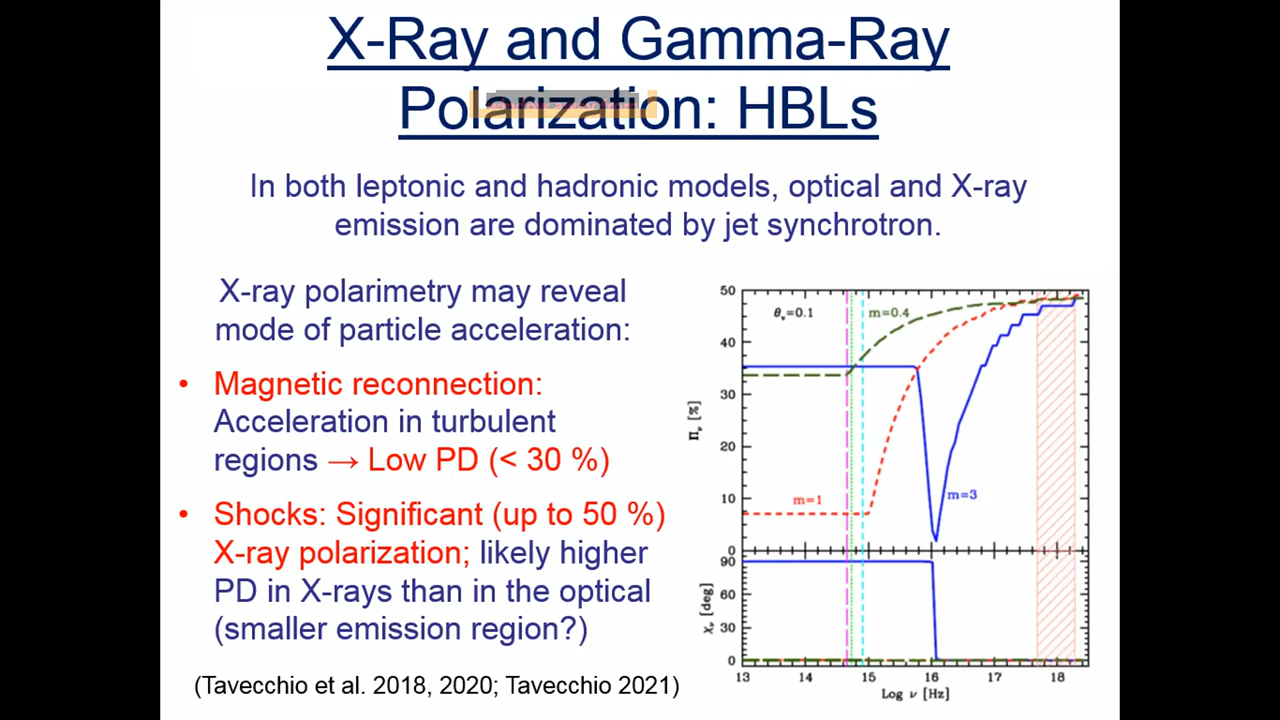 X-Ray and Gamma-Ray
Polarization: HBLs
In both leptonic and hadronic models, optical and X-ray
emission are dominated by jet synchrotron.
X-ray polarimetry may reveal
mode of particle acceleration:
• Magnetic reconnection:
Acceleration in turbulent
regions → Low PD (< 30 %)
• Shocks: Significant (up to 50 %)
X-ray polarization; likely higher
PD in X-rays than in the optical
(smaller emission region?)
(Tavecchio et al. 2018, 2020; Tavecchio 2021)
50
40
30
20
10
0
Πν [%]
θv=0.1
m=0.4
m=1
m=3
90
60
30
0
χν [deg]
13 14 15 16 17 18
Log ν [Hz]